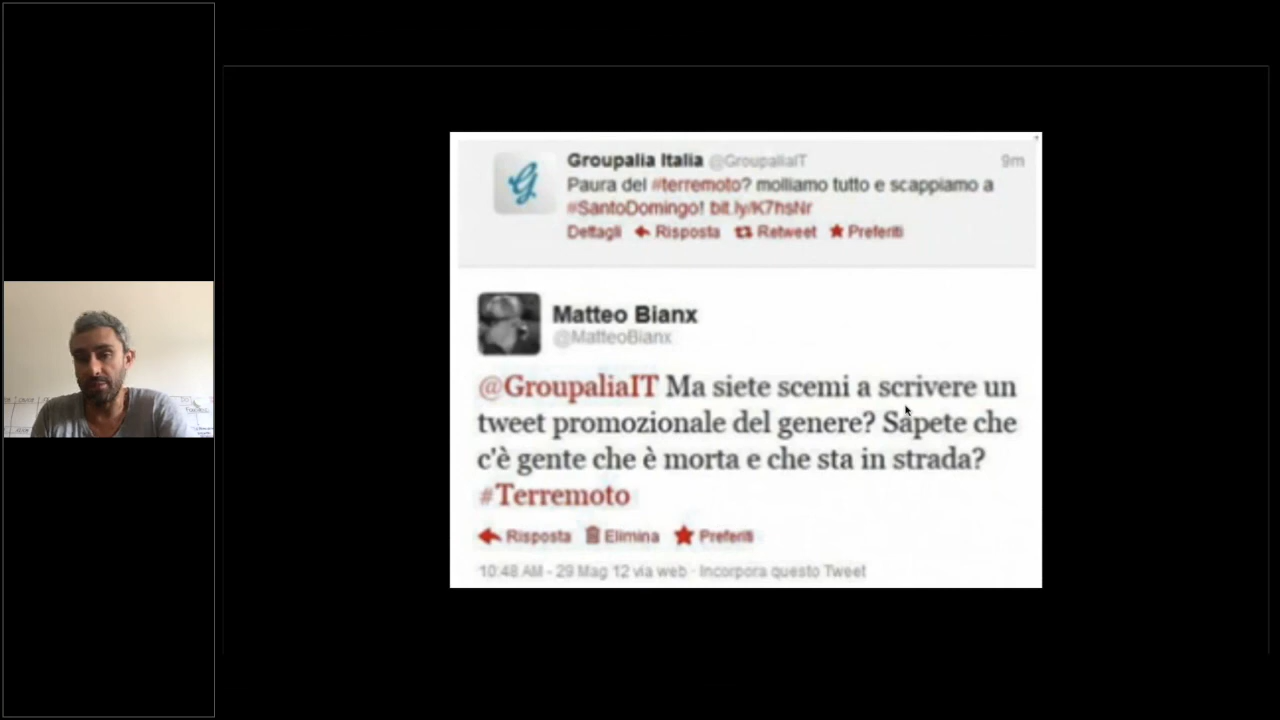 Groupalia Italia @GroupaliaIT 9m
Paura del #terremoto? molliamo tutto e scappiamo a
#SantoDomingo! bit.ly/K7hsNr
Dettagli Risposta Retweet Preferiti
Matteo Bianx
@MatteoBianx
@GroupaliaIT Ma siete scemi a scrivere un
tweet promozionale del genere? Sapete che
c'è gente che è morta e che sta in strada?
#Terremoto
Risposta Elimina Preferiti
10:48 AM - 29 Mag 12 via web · Incorpora questo Tweet